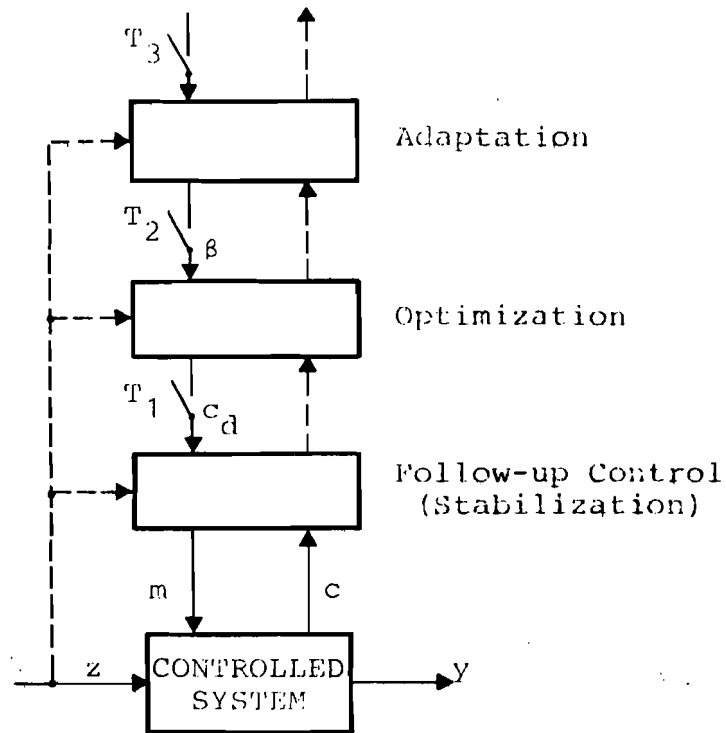 T3
Adaptation
T2
β
Optimization
T1
cd
Follow-up Control
(Stabilization)
m
c
z
CONTROLLED
SYSTEM
y